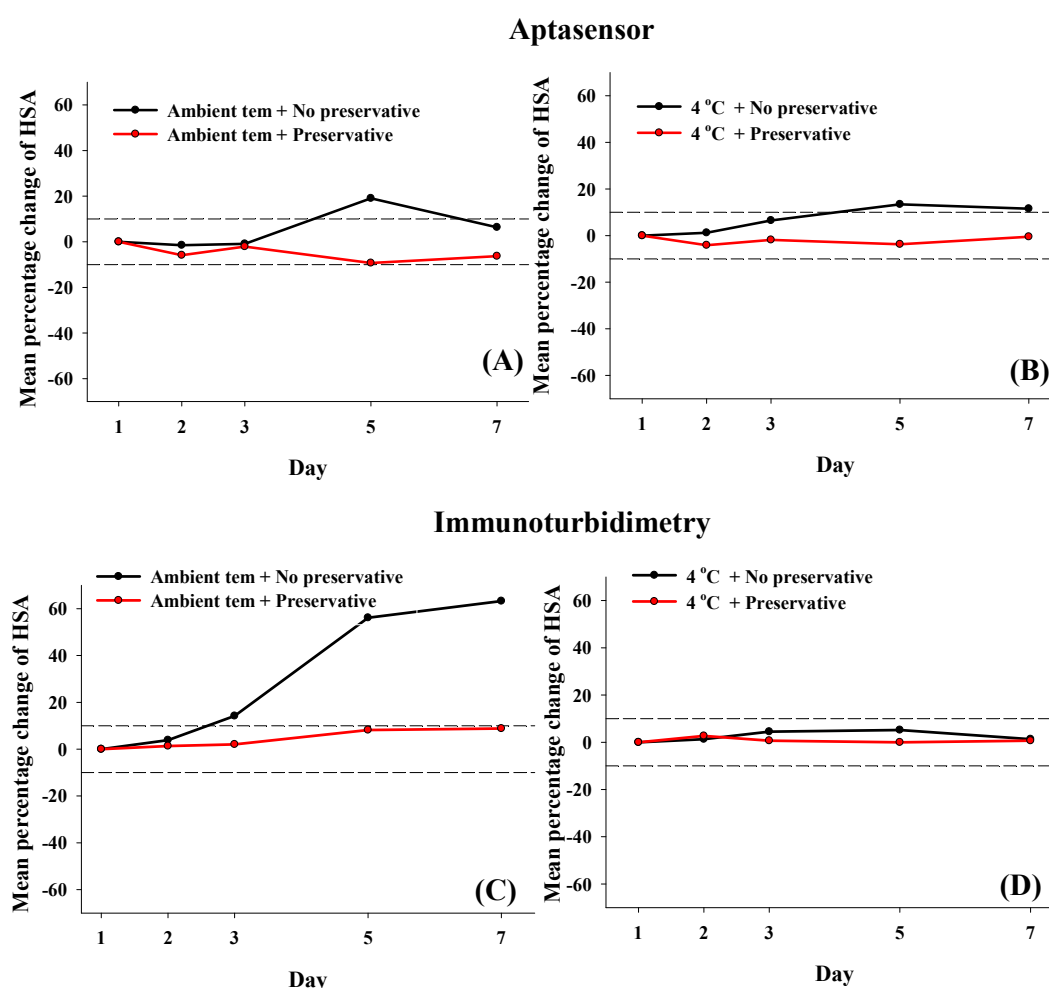 Aptasensor
Mean percentage change of HSA
60
40
20
0
-20
-40
-60
Ambient tem + No preservative
Ambient tem + Preservative
(A)
1 2 3 5 7
Day
Mean percentage change of HSA
60
40
20
0
-20
-40
-60
4 °C + No preservative
4 °C + Preservative
(B)
1 2 3 5 7
Day
Immunoturbidimetry
Mean percentage change of HSA
60
40
20
0
-20
-40
-60
Ambient tem + No preservative
Ambient tem + Preservative
(C)
1 2 3 5 7
Day
Mean percentage change of HSA
60
40
20
0
-20
-40
-60
4 °C + No preservative
4 °C + Preservative
(D)
1 2 3 5 7
Day